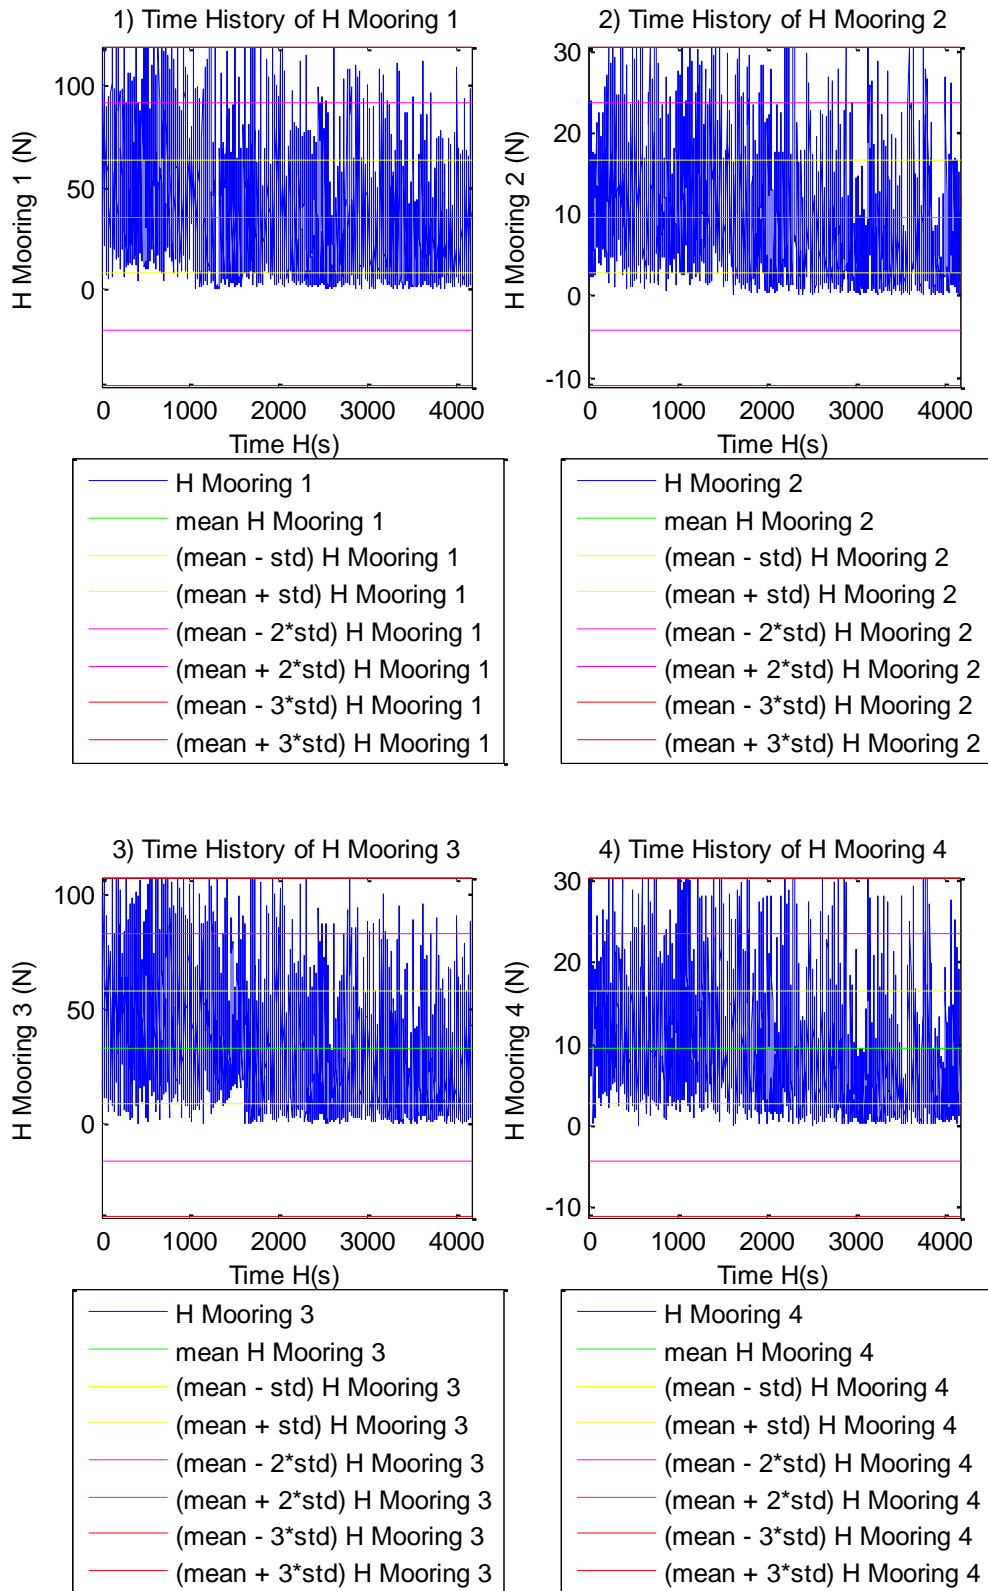 1) Time History of H Mooring 1
100
50
0
H Mooring 1 (N)
0 1000 2000 3000 4000
Time H(s)
H Mooring 1
mean H Mooring 1
(mean - std) H Mooring 1
(mean + std) H Mooring 1
(mean - 2*std) H Mooring 1
(mean + 2*std) H Mooring 1
(mean - 3*std) H Mooring 1
(mean + 3*std) H Mooring 1
2) Time History of H Mooring 2
30
20
10
0
-10
H Mooring 2 (N)
0 1000 2000 3000 4000
Time H(s)
H Mooring 2
mean H Mooring 2
(mean - std) H Mooring 2
(mean + std) H Mooring 2
(mean - 2*std) H Mooring 2
(mean + 2*std) H Mooring 2
(mean - 3*std) H Mooring 2
(mean + 3*std) H Mooring 2
3) Time History of H Mooring 3
100
50
0
H Mooring 3 (N)
0 1000 2000 3000 4000
Time H(s)
H Mooring 3
mean H Mooring 3
(mean - std) H Mooring 3
(mean + std) H Mooring 3
(mean - 2*std) H Mooring 3
(mean + 2*std) H Mooring 3
(mean - 3*std) H Mooring 3
(mean + 3*std) H Mooring 3
4) Time History of H Mooring 4
30
20
10
0
-10
H Mooring 4 (N)
0 1000 2000 3000 4000
Time H(s)
H Mooring 4
mean H Mooring 4
(mean - std) H Mooring 4
(mean + std) H Mooring 4
(mean - 2*std) H Mooring 4
(mean + 2*std) H Mooring 4
(mean - 3*std) H Mooring 4
(mean + 3*std) H Mooring 4